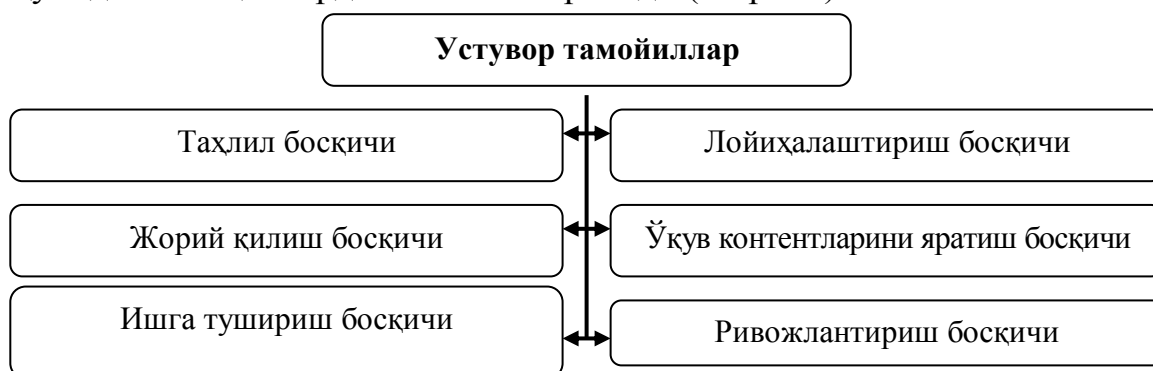 Устувор тамойиллар
Таҳлил босқичи
Лойиҳалаштириш босқичи
Жорий қилиш босқичи
Ўқув контентларини яратиш босқичи
Ишга тушириш босқичи
Ривожлантириш босқичи